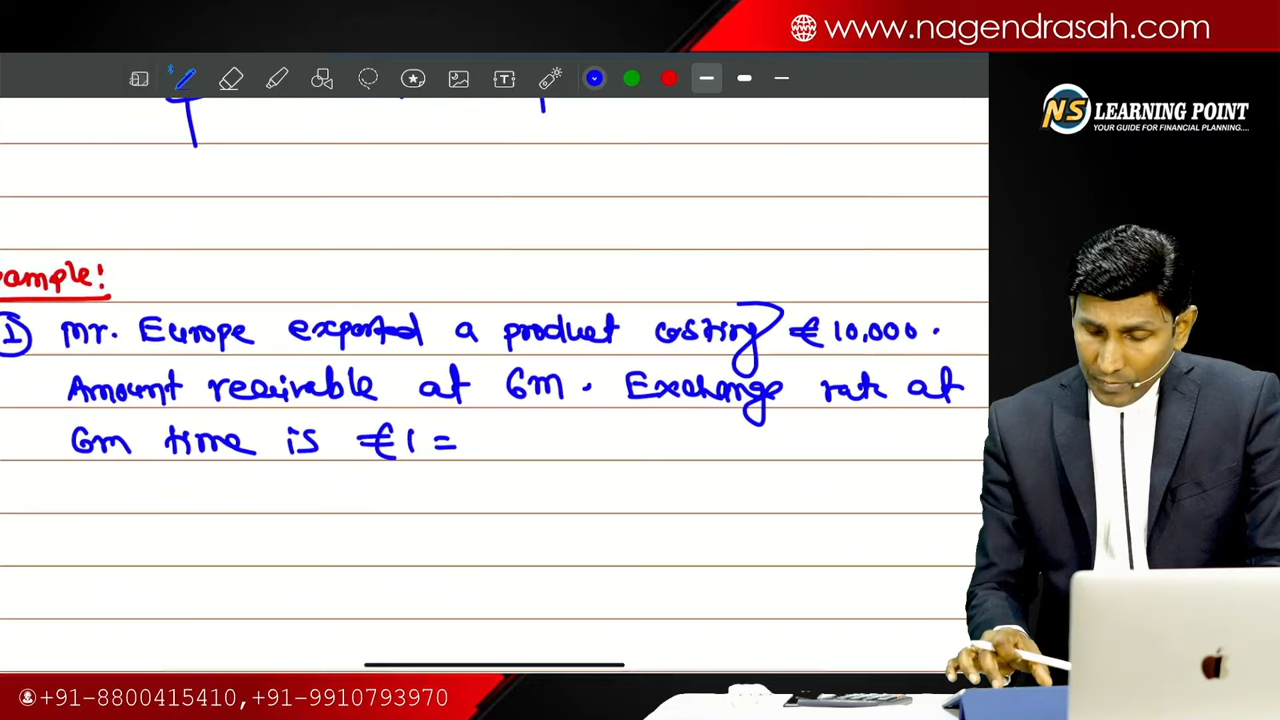 www.nagendrasah.com
NS LEARNING POINT
YOUR GUIDE FOR FINANCIAL PLANNING....
ample:
I) Mr. Europe exported a product costing € 10,000.
Amount receivable at 6m. Exchange rate at
6m time is €1 =
+91-8800415410,+91-9910793970